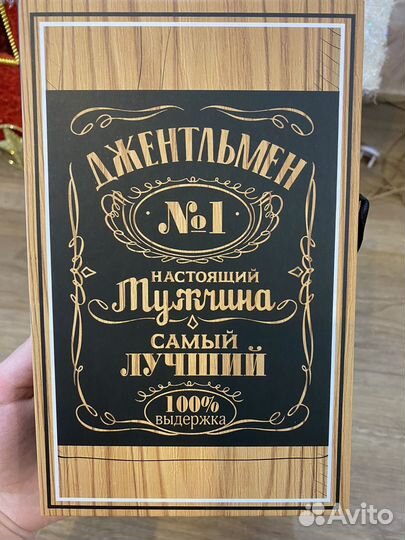 ДЖЕНТЛЬМЕН
№1
НАСТОЯЩИЙ
Мужчина
САМЫЙ
ЛУЧШИЙ
100%
выдержка
Avito